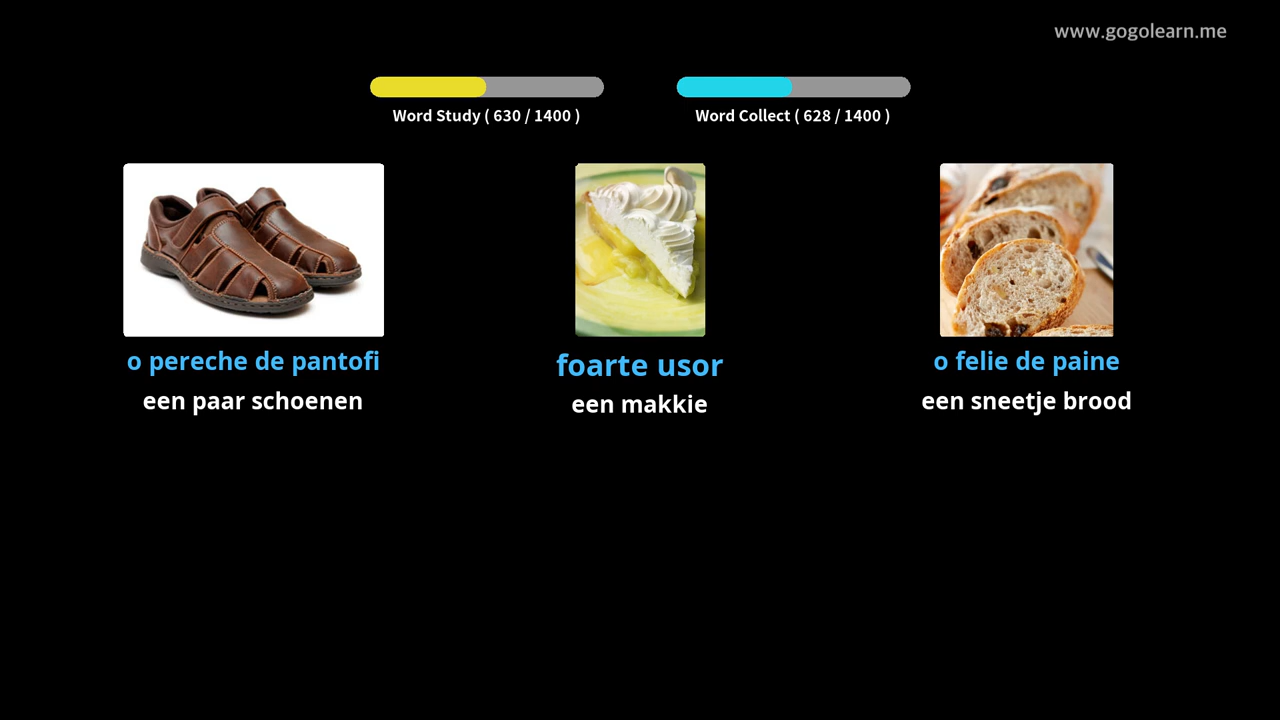 www.gogolearn.me
Word Study ( 630 / 1400 )
Word Collect ( 628 / 1400 )
o pereche de pantofi
een paar schoenen
foarte usor
een makkie
o felie de paine
een sneetje brood